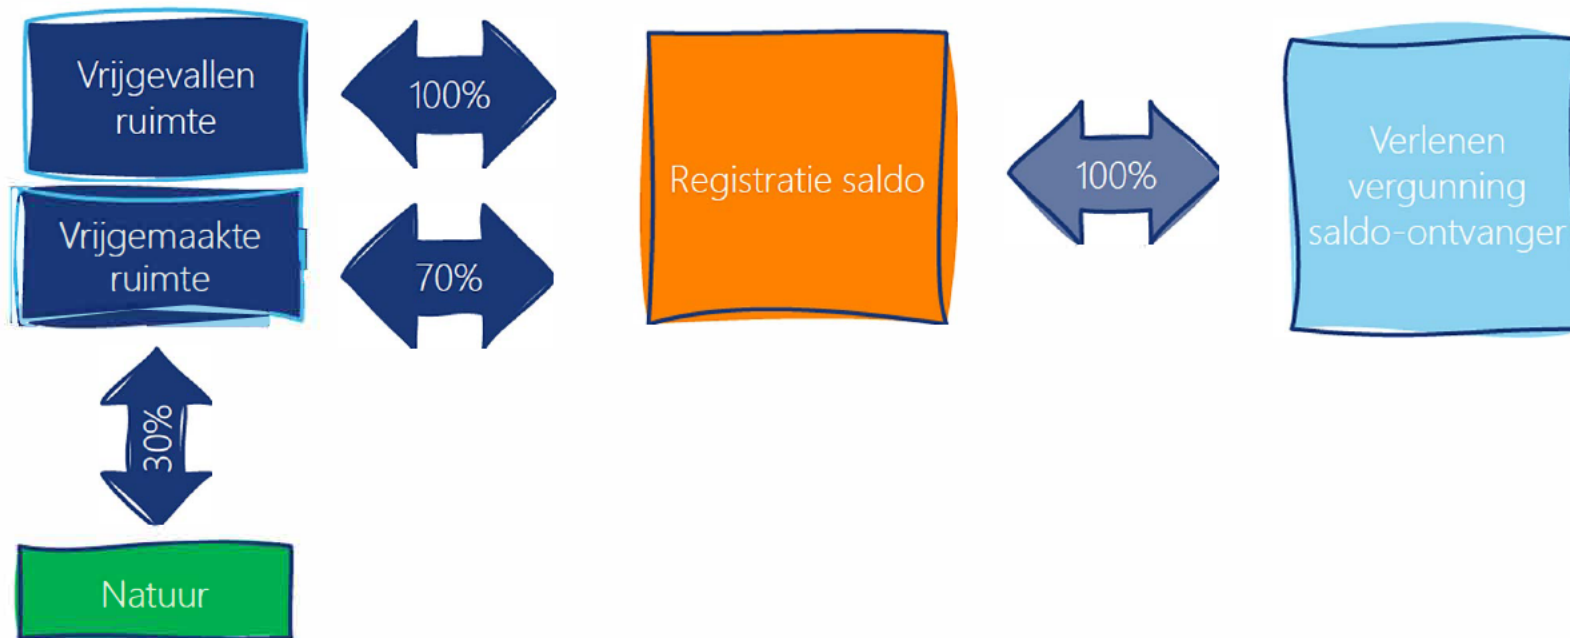 Vrijgevallen
ruimte
100%
Vrijgemaakte
ruimte
70%
30%
Natuur
Registratie saldo
100%
Verlenen
vergunning
saldo-ontvanger